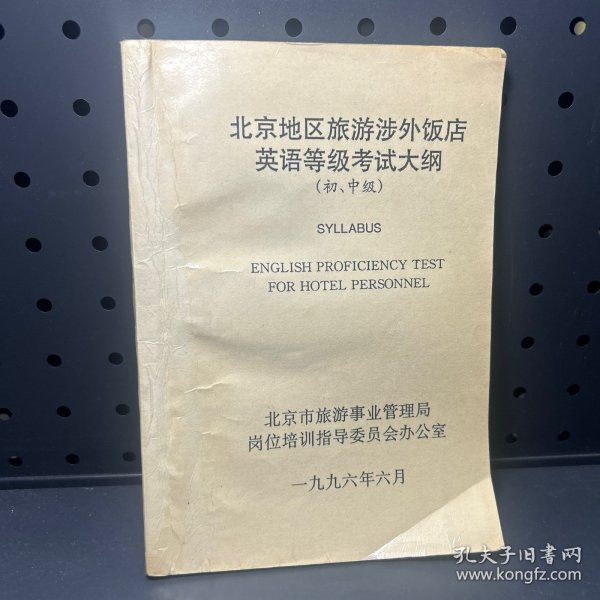 北京地区旅游涉外饭店
英语等级考试大纲
(初、中级)
SYLLABUS
ENGLISH PROFICIENCY TEST
FOR HOTEL PERSONNEL
北京市旅游事业管理局
岗位培训指导委员会办公室
一九九六年六月
孔夫子旧书网
www.kongfz.com